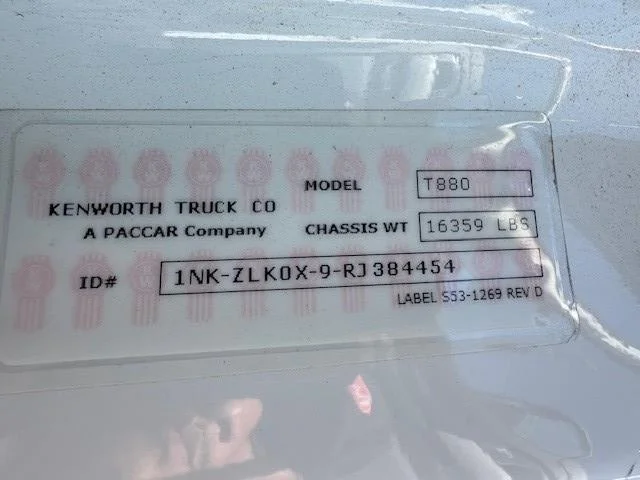 MODEL T880
KENWORTH TRUCK CO
A PACCAR Company CHASSIS WT 16359 LBS
ID# 1NK-ZLK0X-9-RJ384454
LABEL S53-1269 REV D